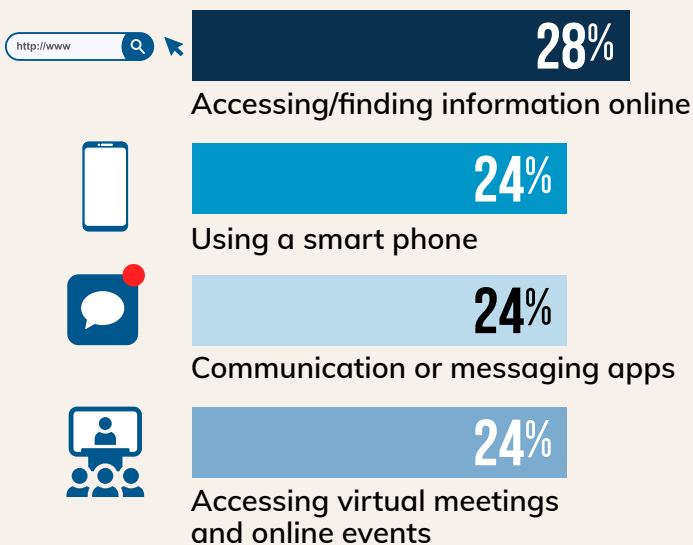 http://www
28%
Accessing/finding information online
24%
Using a smart phone
24%
Communication or messaging apps
24%
Accessing virtual meetings
and online events